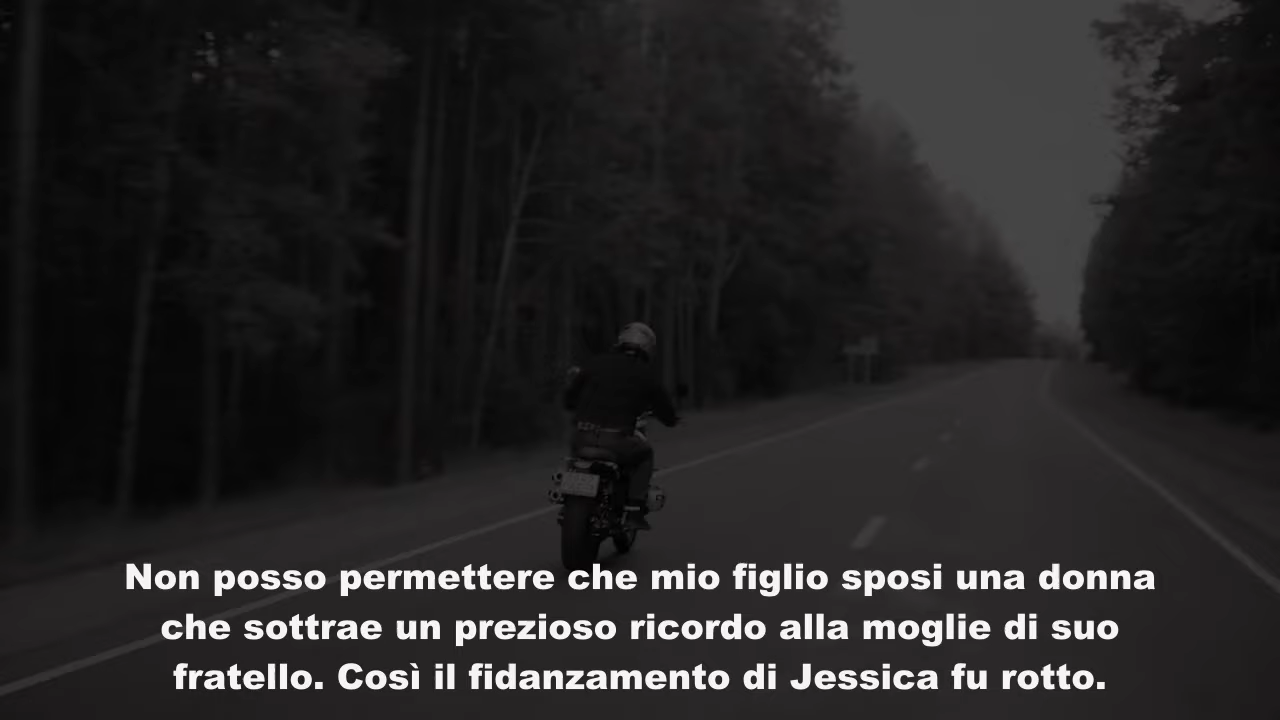 Non posso permettere che mio figlio sposi una donna
che sottrae un prezioso ricordo alla moglie di suo
fratello. Così il fidanzamento di Jessica fu rotto.